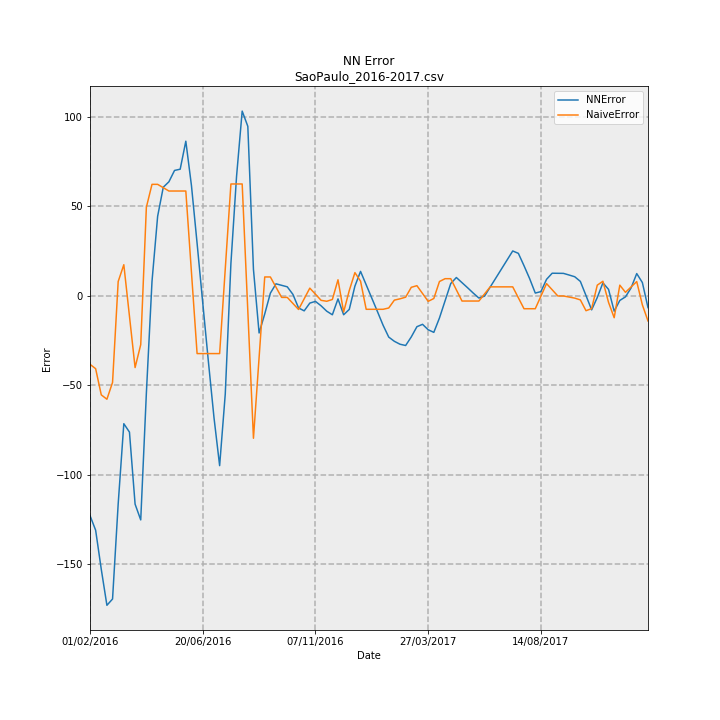 NN Error
SaoPaulo_2016-2017.csv
NNError
NaiveError
100
50
0
−50
−100
−150
Error
01/02/2016 20/06/2016 07/11/2016 27/03/2017 14/08/2017
Date